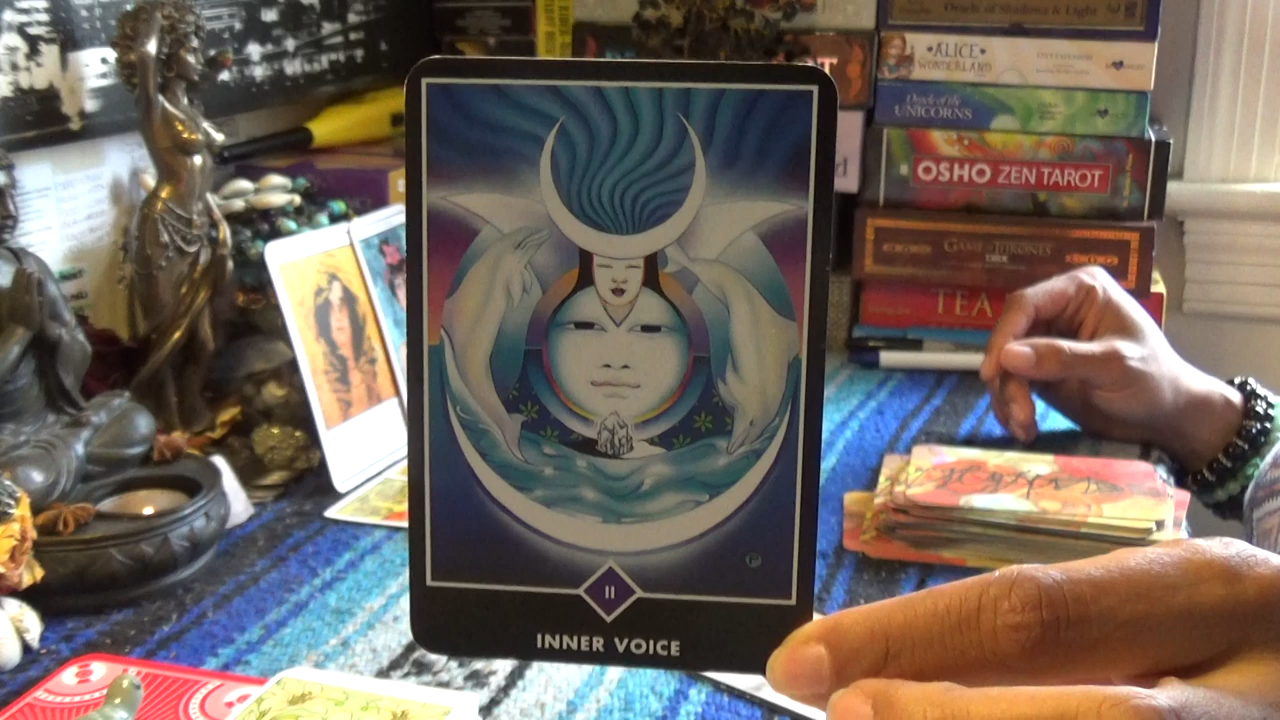 Oracle of Shadows & Light
ALICE
WONDERLAND
Oracle of the
UNICORNS
OSHO ZEN TAROT
GAME OF THRONES
TEA
II
INNER VOICE